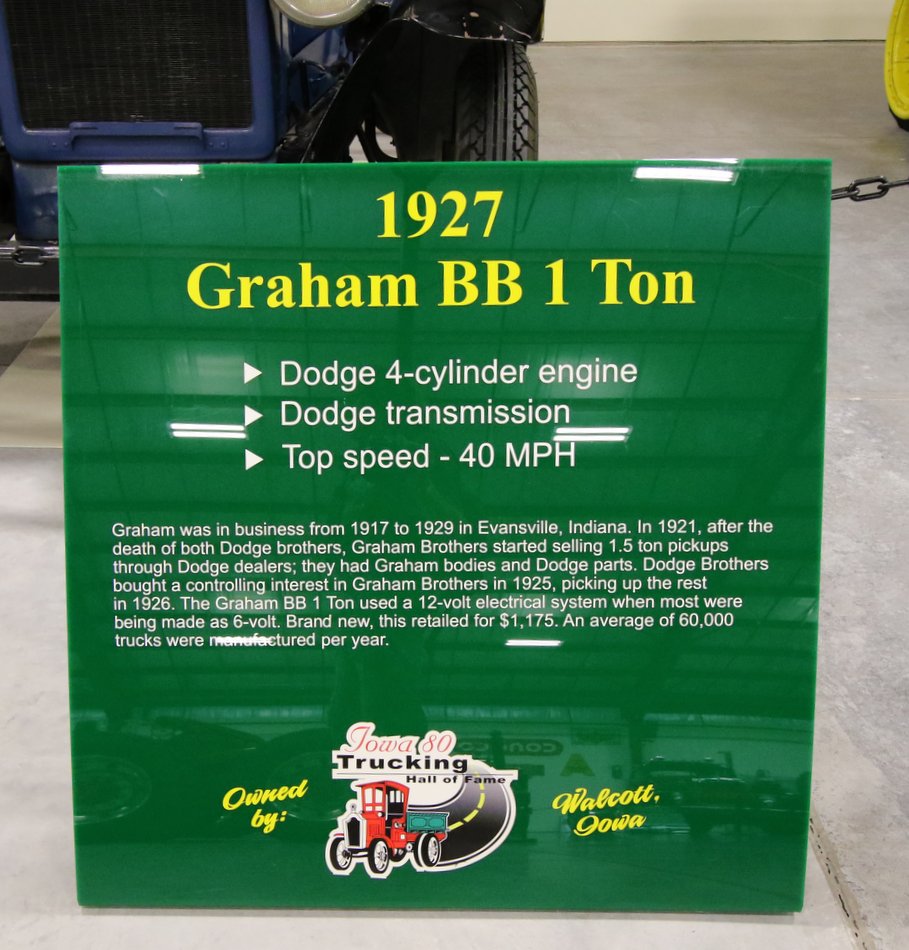 1927
Graham BB 1 Ton
▶ Dodge 4-cylinder engine
▶ Dodge transmission
▶ Top speed - 40 MPH
Graham was in business from 1917 to 1929 in Evansville, Indiana. In 1921, after the
death of both Dodge brothers, Graham Brothers started selling 1.5 ton pickups
through Dodge dealers; they had Graham bodies and Dodge parts. Dodge Brothers
bought a controlling interest in Graham Brothers in 1925, picking up the rest
in 1926. The Graham BB 1 Ton used a 12-volt electrical system when most were
being made as 6-volt. Brand new, this retailed for $1,175. An average of 60,000
trucks were manufactured per year.
Owned
by:
Iowa 80
Trucking
Hall of Fame
Walcott,
Iowa